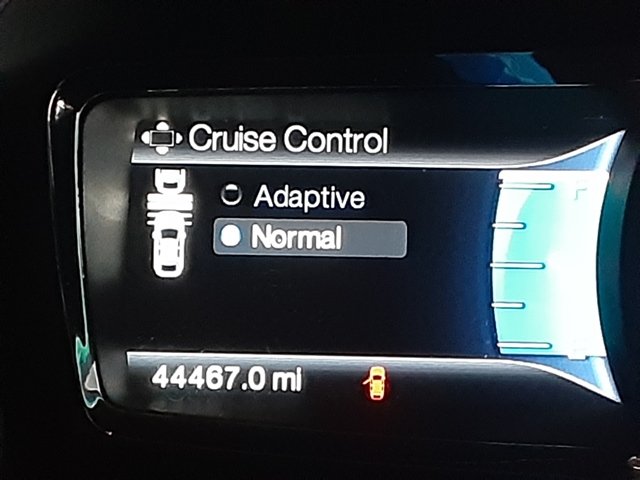 Cruise Control
Adaptive
Normal
44467.0 mi